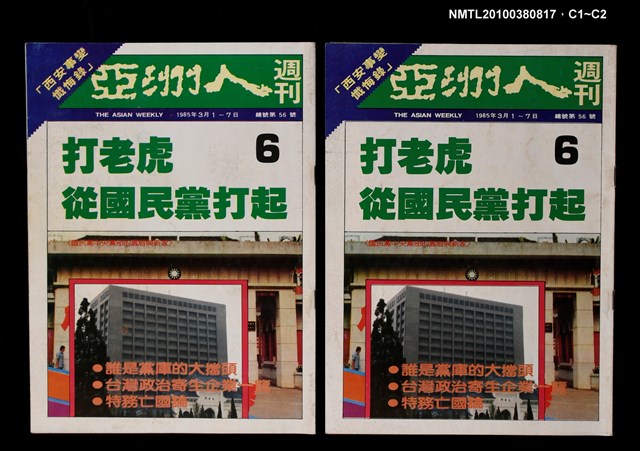 NMTL20100380817・C1~C2
「西安事變
懺悔錄」
亞洲人
週刊
THE ASIAN WEEKLY
1985年3月1～7日
總號第56號
6
打老虎
從國民黨打起
●誰是黨庫的大擋頭
●台灣政治寄生企業一覽
●特務亡國論
「西安事變
懺悔錄」
亞洲人
週刊
THE ASIAN WEEKLY
1985年3月1～7日
總號第56號
6
打老虎
從國民黨打起
●誰是黨庫的大擋頭
●台灣政治寄生企業一覽
●特務亡國論